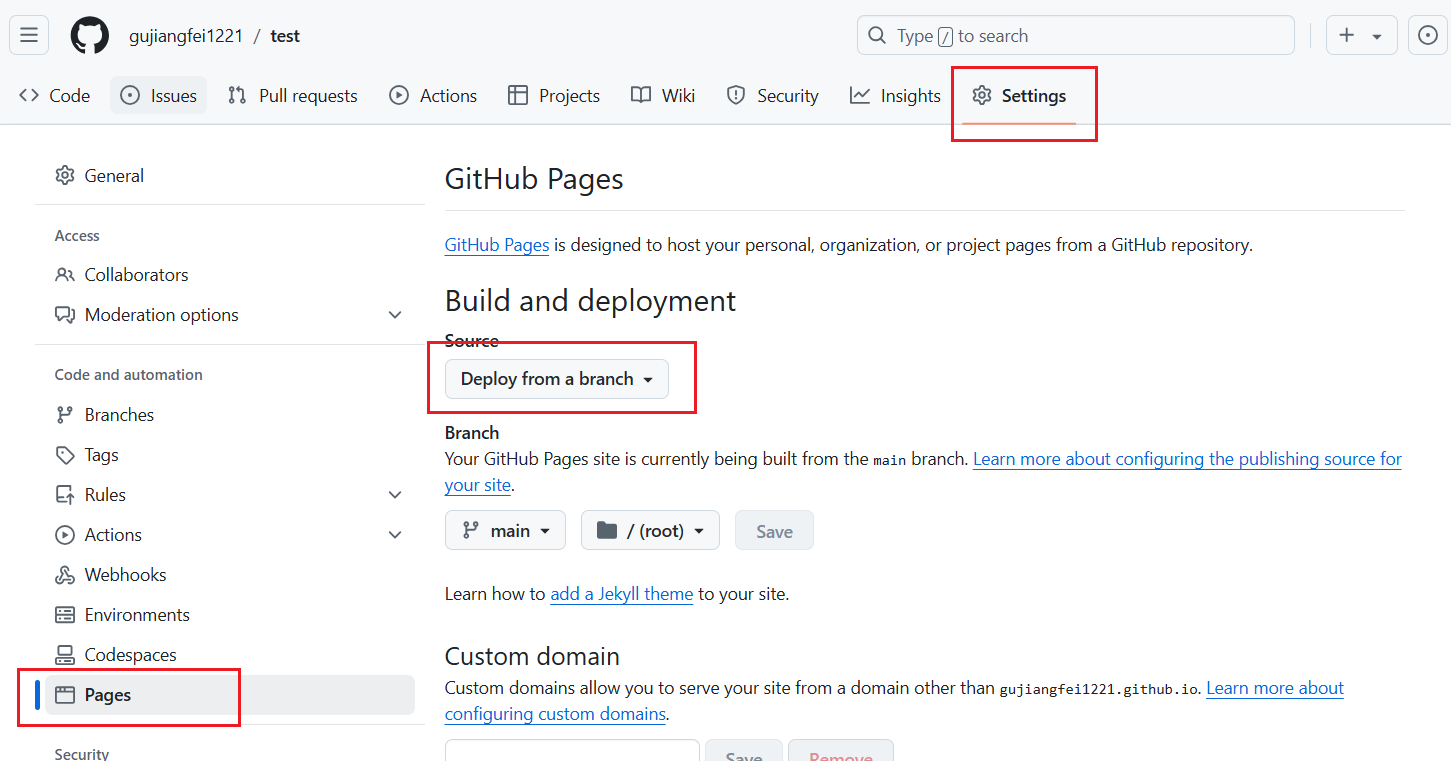 gujiangfei1221 / test
Type / to search
Code
Issues
Pull requests
Actions
Projects
Wiki
Security
Insights
Settings
General
Access
Collaborators
Moderation options
Code and automation
Branches
Tags
Rules
Actions
Webhooks
Environments
Codespaces
Pages
Security
GitHub Pages
GitHub Pages is designed to host your personal, organization, or project pages from a GitHub repository.
Build and deployment
Source
Deploy from a branch
Branch
Your GitHub Pages site is currently being built from the main branch. Learn more about configuring the publishing source for
your site.
main
/ (root)
Save
Learn how to add a Jekyll theme to your site.
Custom domain
Custom domains allow you to serve your site from a domain other than gujiangfei1221.github.io. Learn more about
configuring custom domains.
Save
Remove